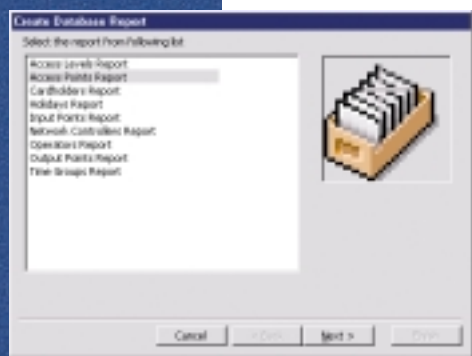 Create Database Report
Select the report from following list
Access Levels Report
Access Points Report
Cardholders Report
Holidays Report
Input Points Report
Network Controllers Report
Operators Report
Output Points Report
Time Groups Report
Cancel
< Back
Next >
Finish